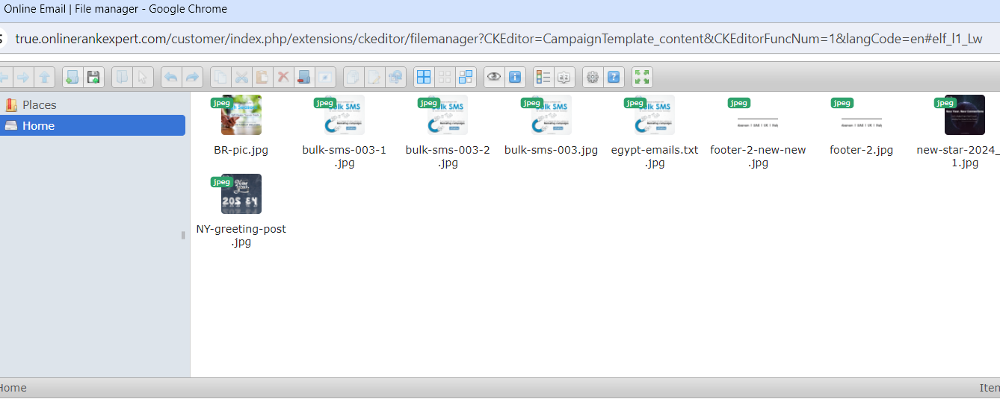 Online Email | File manager - Google Chrome
true.onlinerankexpert.com/customer/index.php/extensions/ckeditor/filemanager?CKEditor=CampaignTemplate_content&CKEditorFuncNum=1&langCode=en#elf_l1_Lw
Places
Home
jpeg
BR-pic.jpg
jpeg
bulk SMS
bulk-sms-003-1
.jpg
jpeg
bulk SMS
bulk-sms-003-2
.jpg
jpeg
bulk SMS
bulk-sms-003.jpg
jpeg
bulk SMS
egypt-emails.txt
.jpg
jpeg
footer-2-new-new
.jpg
jpeg
footer-2.jpg
jpeg
new-star-2024_
1.jpg
jpeg
NY-greeting-post
.jpg
Home
Item